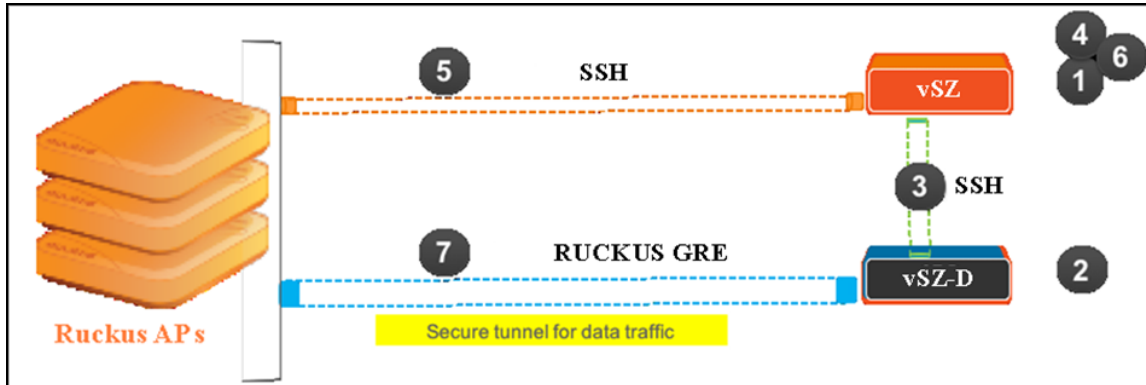 4
5
SSH
6
vSZ
1
3
SSH
7
RUCKUS GRE
vSZ-D
2
Ruckus APs
Secure tunnel for data traffic